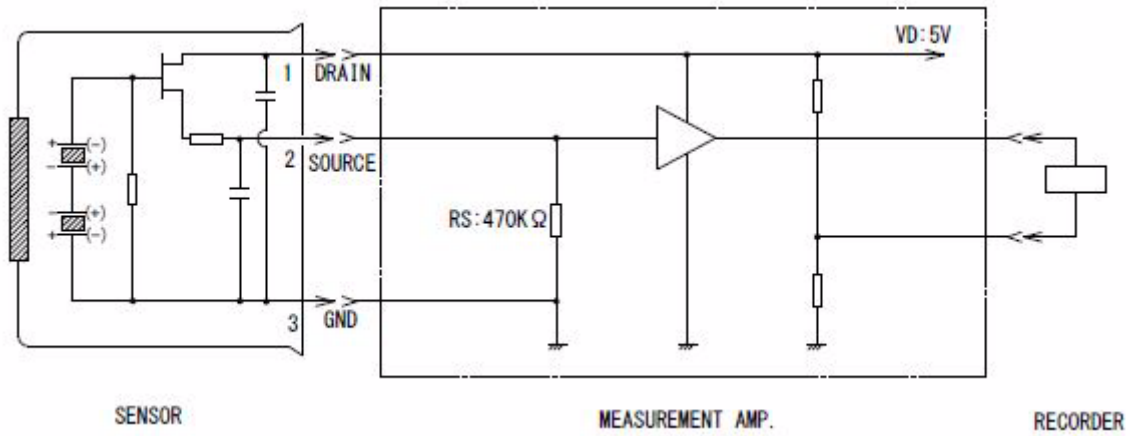 VD:5V
1 DRAIN
+ (-)
- (+)
2 SOURCE
- (+)
+ (-)
RS:470KΩ
3 GND
SENSOR
MEASUREMENT AMP.
RECORDER